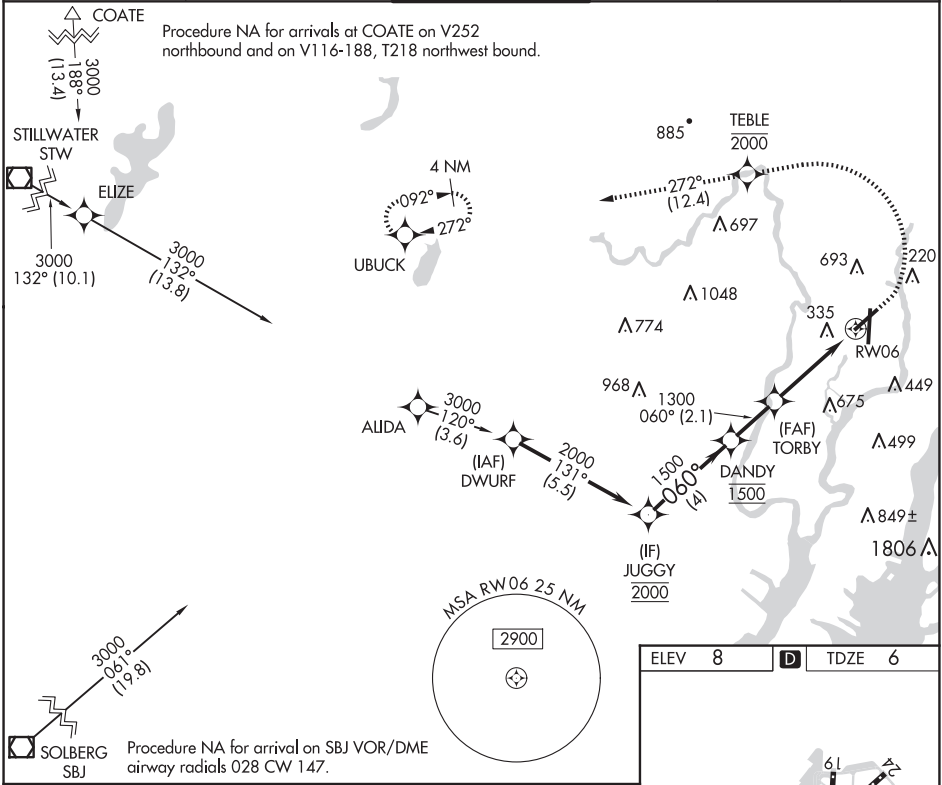 COATE
Procedure NA for arrivals at COATE on V252
northbound and on V116-188, T218 northwest bound.
3000
188°
(13.4)
STILLWATER
STW
ELIZE
3000
132° (10.1)
3000
132°
(13.8)
4 NM
092°
272°
UBUCK
885
TEBLE
2000
272°
(12.4)
697
693
220
1048
774
335
RW06
968
1300
060° (2.1)
675
449
(FAF)
TORBY
499
ALIDA
3000
120°
(3.6)
(IAF)
DWURF
2000
131°
(5.5)
1500
060°
(4)
DANDY
1500
849±
1806
(IF)
JUGGY
2000
MSA RW06 25 NM
2900
3000
061°
(19.8)
SOLBERG
SBJ
Procedure NA for arrival on SBJ VOR/DME
airway radials 028 CW 147.
ELEV 8 D TDZE 6
19
24